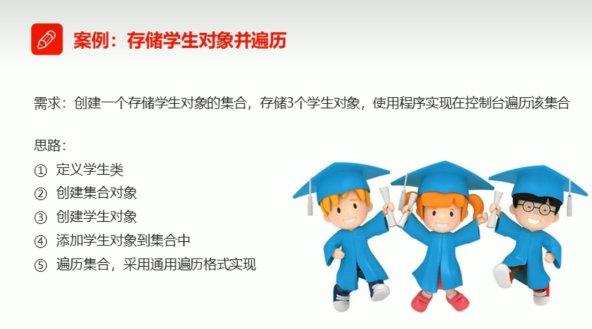 案例：存储学生对象并遍历
需求：创建一个存储学生对象的集合，存储3个学生对象，使用程序实现在控制台遍历该集合
思路：
① 定义学生类
② 创建集合对象
③ 创建学生对象
④ 添加学生对象到集合中
⑤ 遍历集合，采用通用遍历格式实现